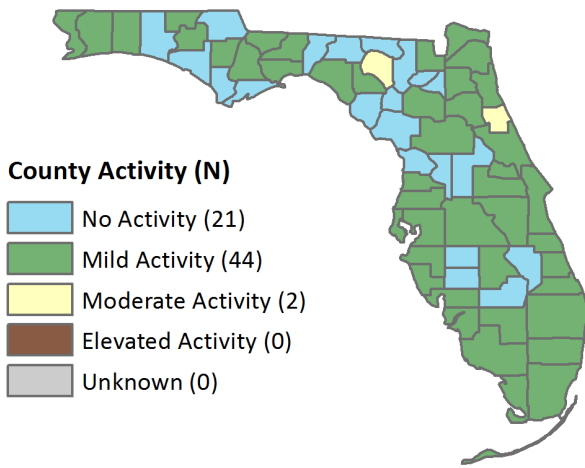 County Activity (N)
No Activity (21)
Mild Activity (44)
Moderate Activity (2)
Elevated Activity (0)
Unknown (0)